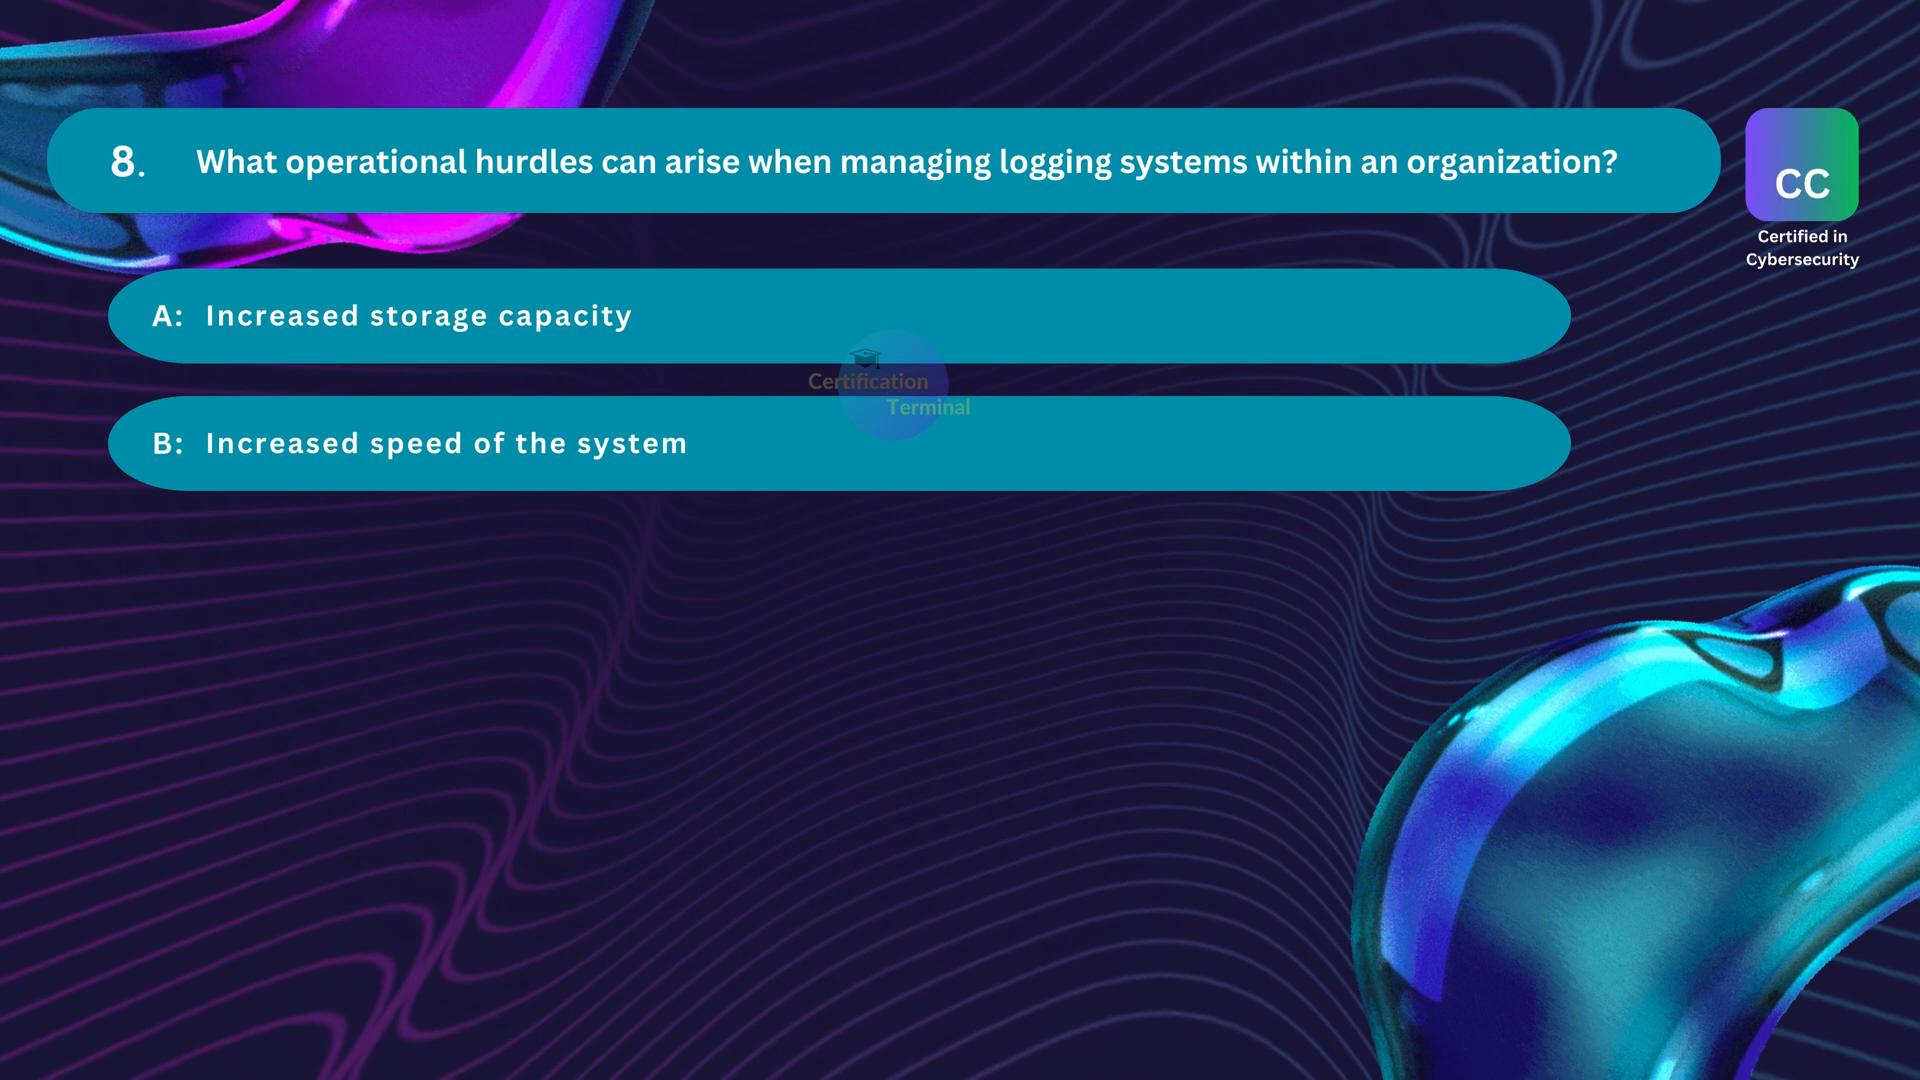 8. What operational hurdles can arise when managing logging systems within an organization?
CC
Certified in
Cybersecurity
A: Increased storage capacity
Certification
Terminal
B: Increased speed of the system